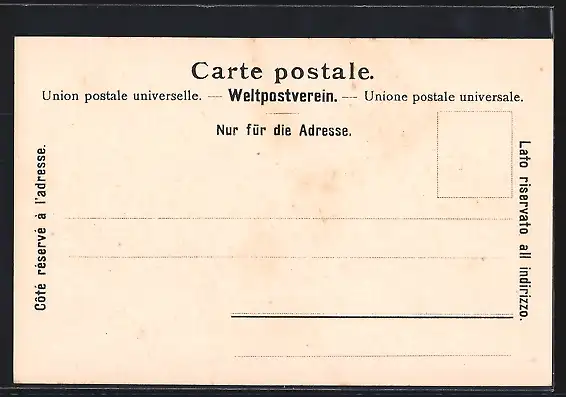 Carte postale.
Union postale universelle. — Weltpostverein. — Unione postale universale.
Nur für die Adresse.
Côté réservé à l'adresse.
Lato riservato all indirizzo.